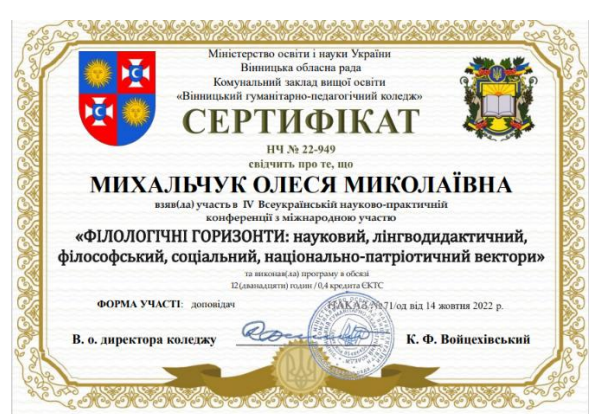 Міністерство освіти і науки України
Вінницька обласна рада
Комунальний заклад вищої освіти
«Вінницький гуманітарно-педагогічний коледж»
СЕРТИФІКАТ
НЧ № 22-949
свідчить про те, що
МИХАЛЬЧУК ОЛЕСЯ МИКОЛАЇВНА
взяв(ла) участь в IV Всеукраїнській науково-практичній
конференції з міжнародною участю
«ФІЛОЛОГІЧНІ ГОРИЗОНТИ: науковий, лінгводидактичний,
філософський, соціальний, національно-патріотичний вектори»
та виконав(ла) програму в обсязі
12(дванадцяти) годин / 0,4 кредита ЄКТС
ФОРМА УЧАСТІ: доповідач
НАКАЗ №71/од від 14 жовтня 2022 р.
В. о. директора коледжу
К. Ф. Войцехівський